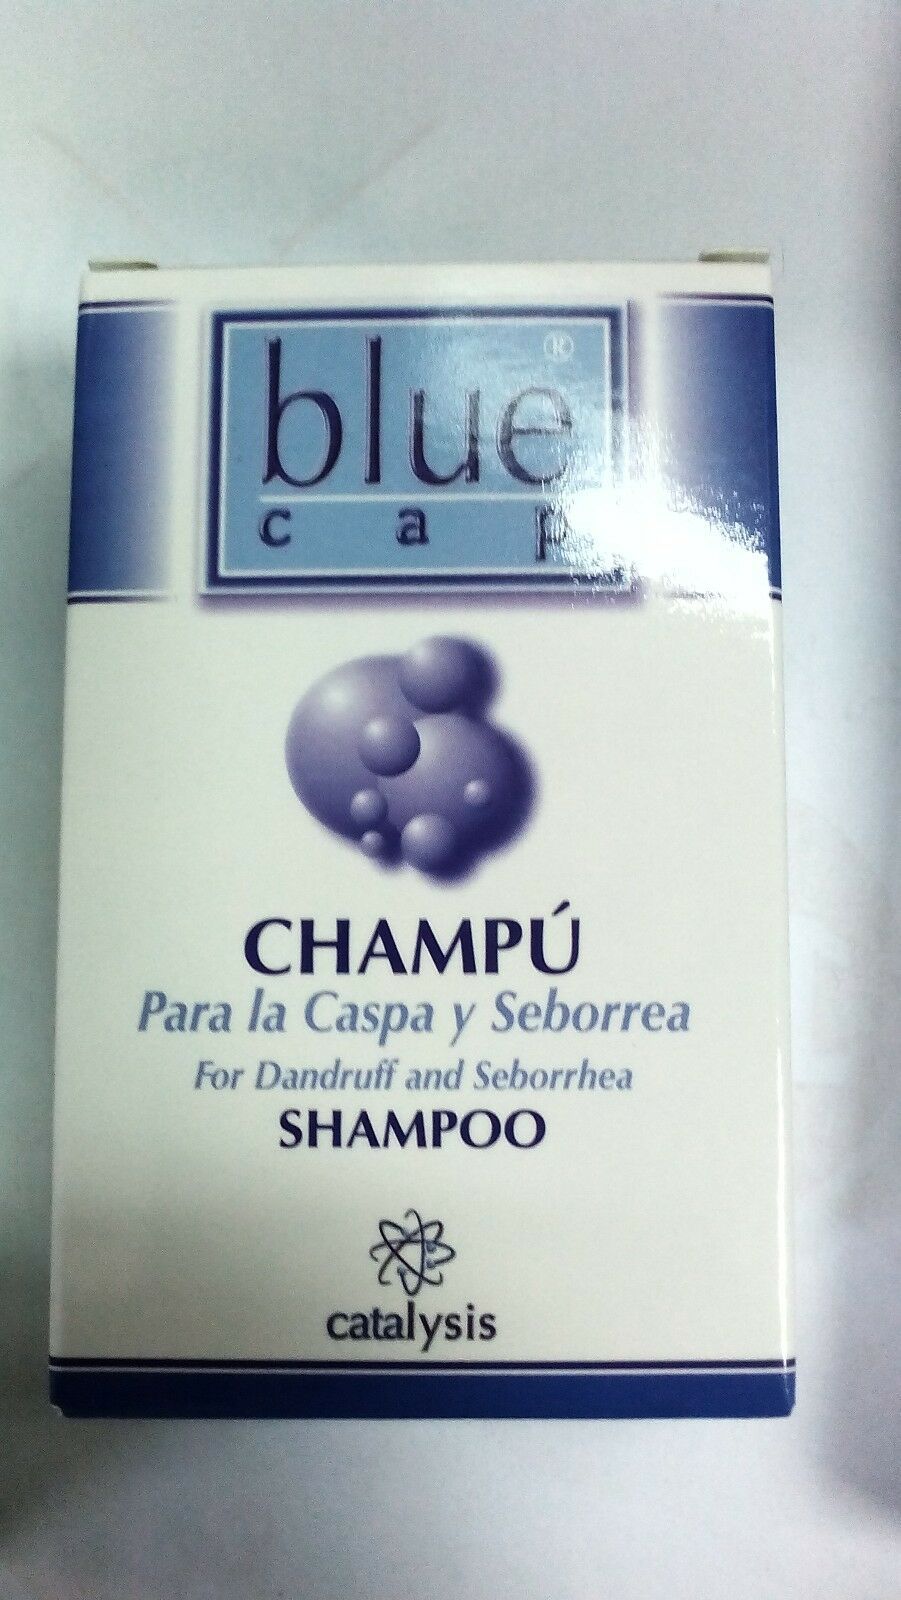 blue®
cap
CHAMPÚ
Para la Caspa y Seborrea
For Dandruff and Seborrhea
SHAMPOO
catalysis